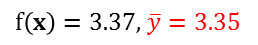 f(𝐱) = 3.37, ȳ = 3.35